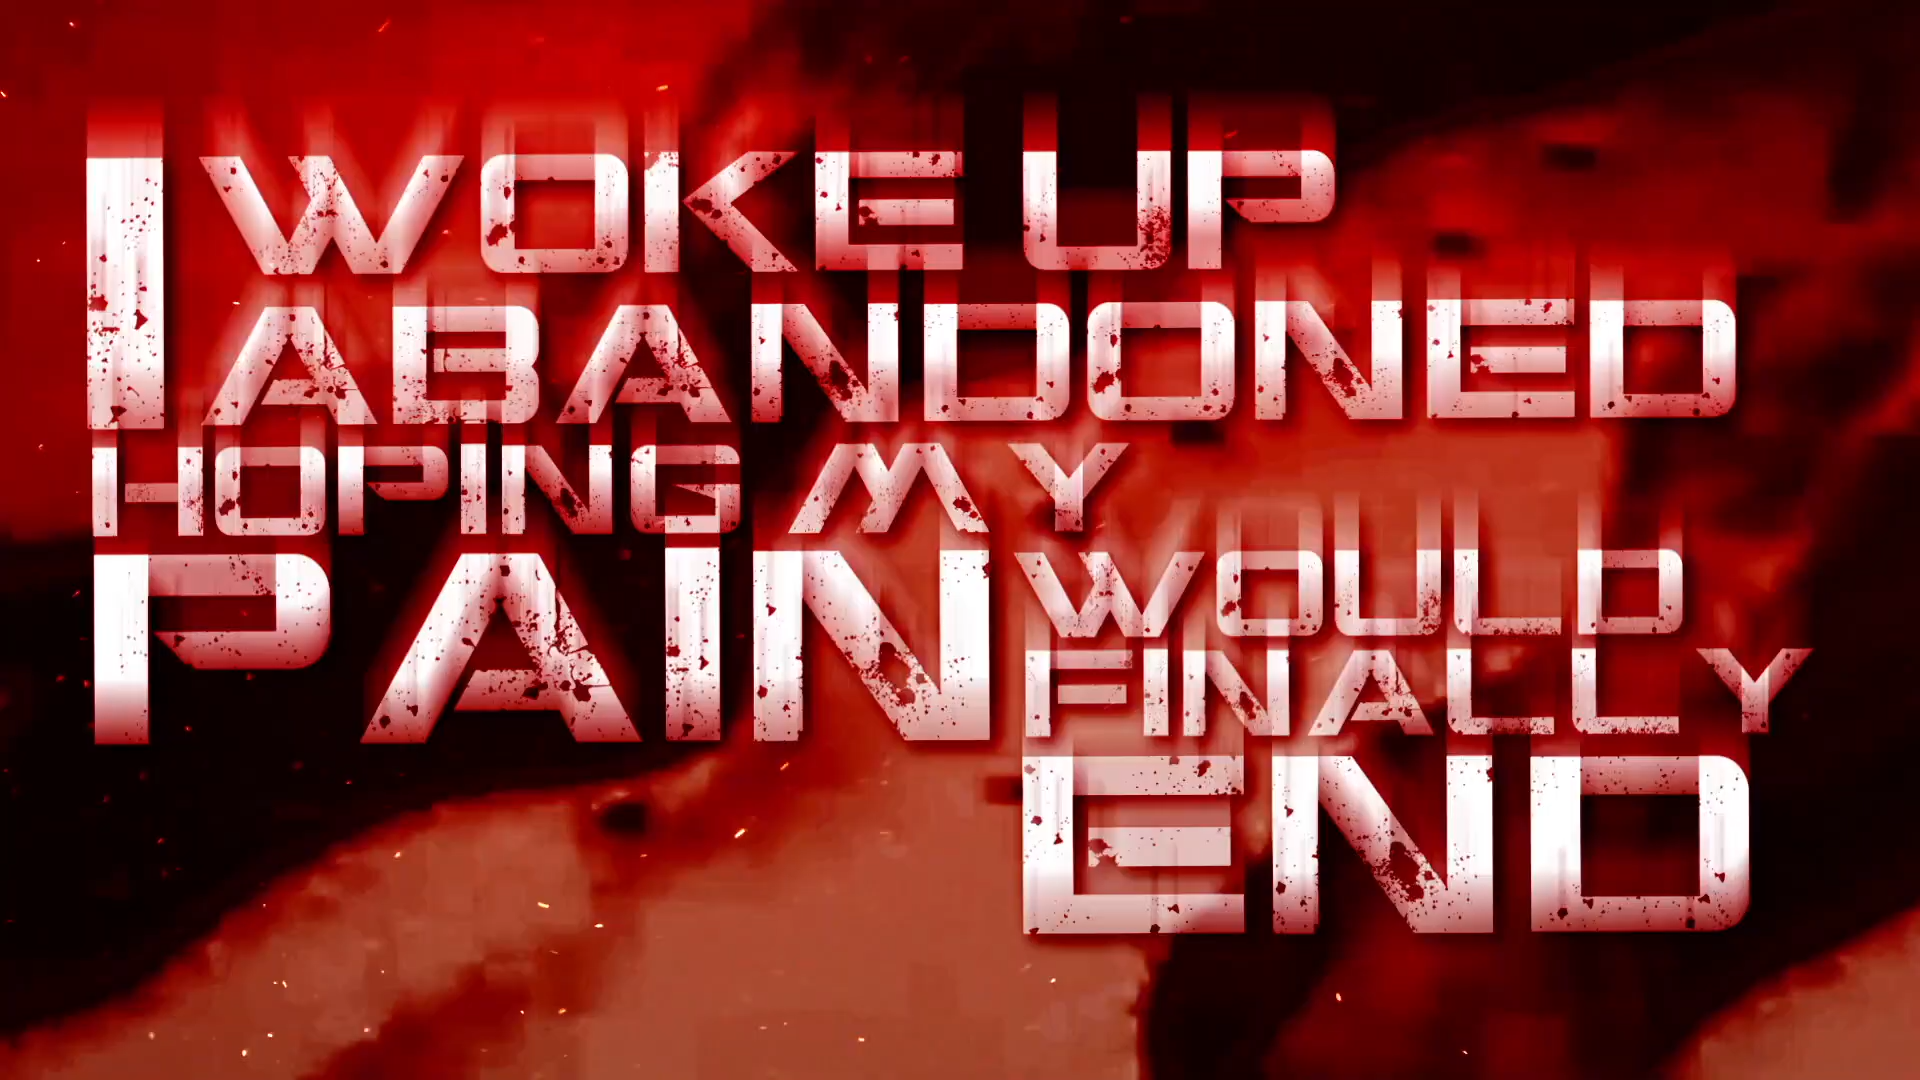 I WOKE UP
ABANDONED
HOPING MY
PAIN WOULD
FINALLY
END